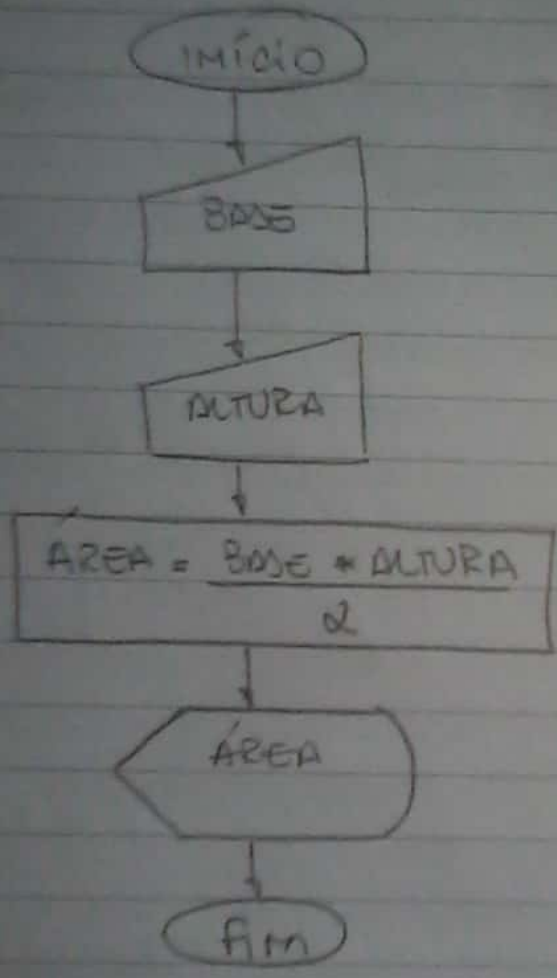 INÍCIO
BASE
ALTURA
ÁREA = BASE * ALTURA
2
ÁREA
fim